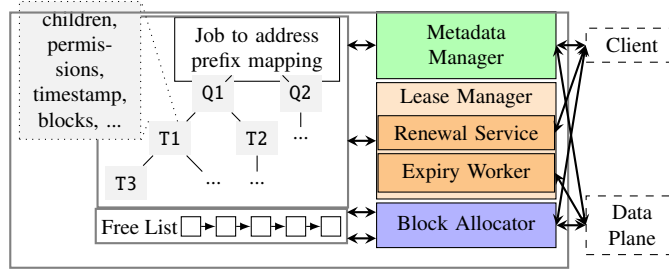 children,
permis-
sions,
timestamp,
blocks, ...
Job to address
prefix mapping
Q1
Q2
T1
T2
...
T3
...
...
Free List
Metadata
Manager
Lease Manager
Renewal Service
Expiry Worker
Block Allocator
Client
Data
Plane